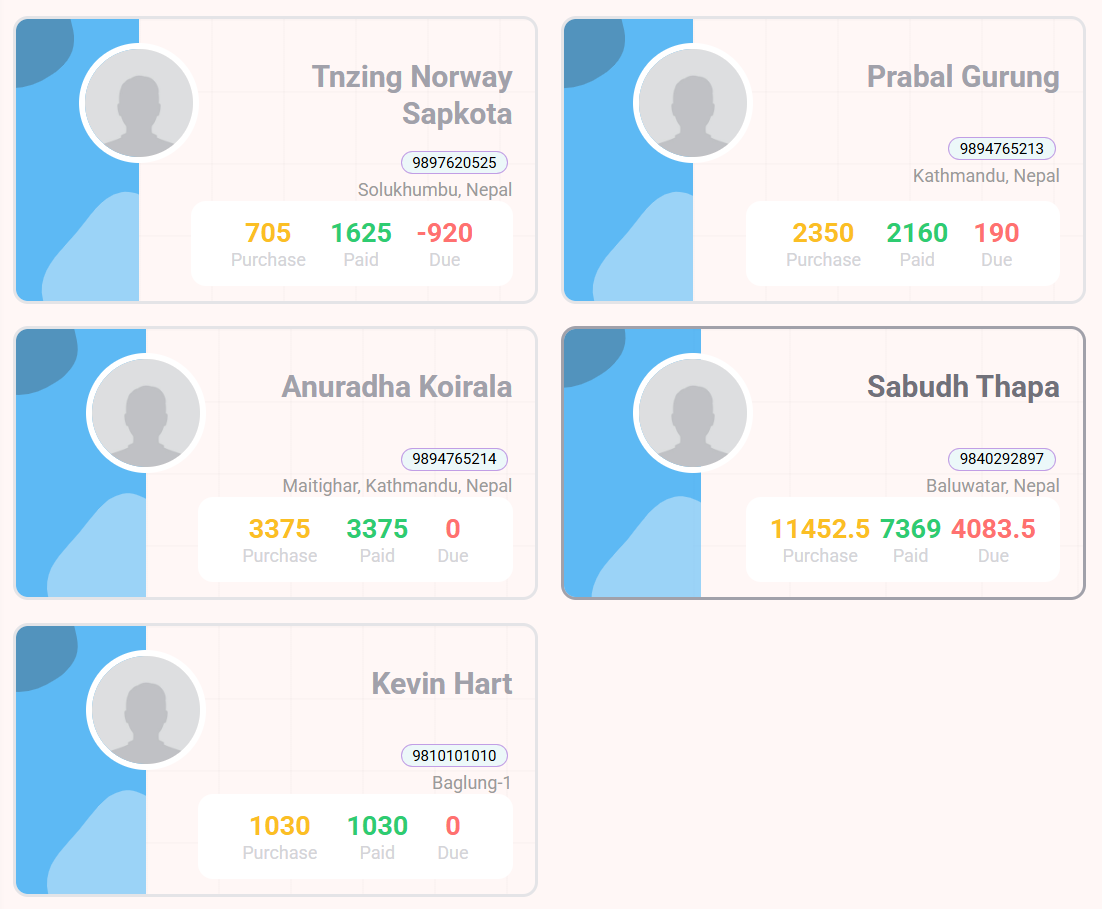 Tnzing Norway
Sapkota
9897620525
Solukhumbu, Nepal
705 1625 -920
Purchase Paid Due
Prabal Gurung
9894765213
Kathmandu, Nepal
2350 2160 190
Purchase Paid Due
Anuradha Koirala
9894765214
Maitighar, Kathmandu, Nepal
3375 3375 0
Purchase Paid Due
Sabudh Thapa
9840292897
Baluwatar, Nepal
11452.5 7369 4083.5
Purchase Paid Due
Kevin Hart
9810101010
Baglung-1
1030 1030 0
Purchase Paid Due